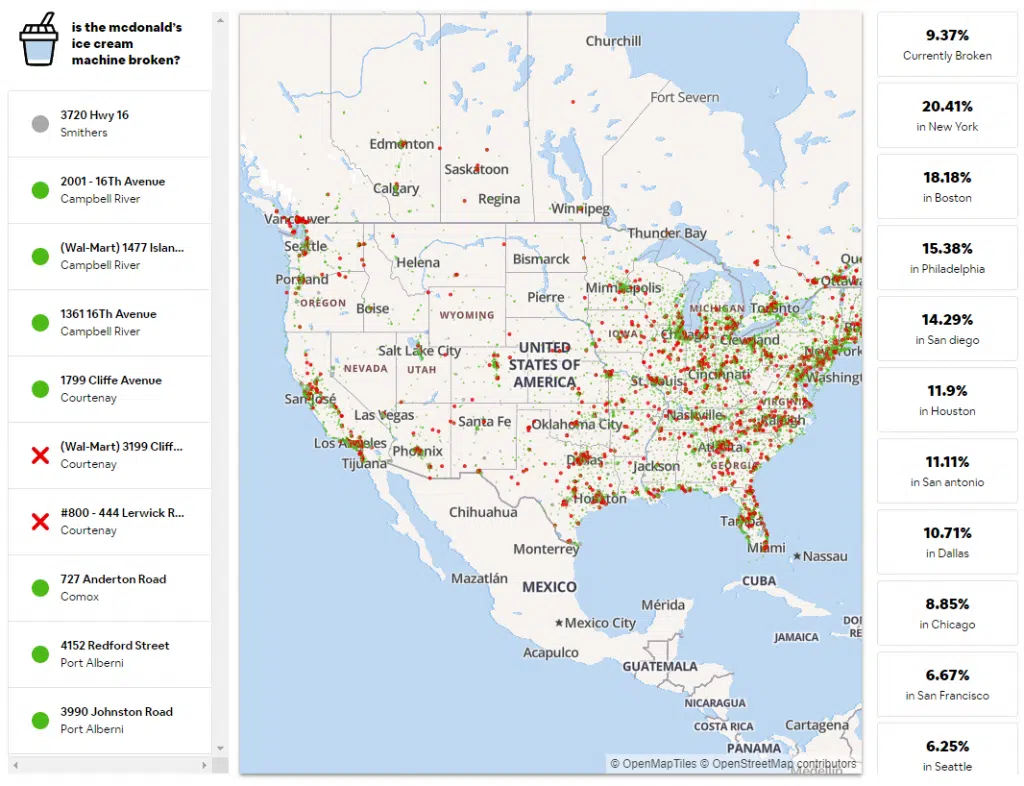 is the mcdonald's
ice cream
machine broken?
3720 Hwy 16
Smithers
2001 - 16Th Avenue
Campbell River
(Wal-Mart) 1477 Islan...
Campbell River
136116Th Avenue
Campbell River
1799 Cliffe Avenue
Courtenay
(Wal-Mart) 3199 Cliff...
Courtenay
#800 - 444 Lerwick R...
Courtenay
727 Anderton Road
Comox
4152 Redford Street
Port Alberni
3990 Johnston Road
Port Alberni
Churchill
Fort Severn
Edmonton
Saskatoon
Calgary
Regina
Winnipeg
Vancouver
Thunder Bay
Seattle
Helena
Bismarck
Que
Ottawa
Portland
Minneapolis
OREGON
Boise
Pierre
WYOMING
MICHIGAN
Toronto
IOWA
Chicago
Cleveland
Salt Lake City
UNITED
STATES OF
AMERICA
New York
NEVADA
UTAH
St. Louis
Cincinnati
Washingt
San José
Las Vegas
Santa Fe
Oklahoma City
Nashville
VIRGINI
Raleigh
Los Angeles
Phoenix
Atlanta
Tijuana
Dallas
Jackson
GEORGIA
Houston
Chihuahua
Tampa
Monterrey
Miami
Nassau
Mazatlán
MEXICO
CUBA
Mérida
Mexico City
DO
RE
JAMAICA
Acapulco
GUATEMALA
NICARAGUA
COSTA RICA
Cartagena
PANAMA
© OpenMapTiles © OpenStreetMap contributors
Medellín
9.37%
Currently Broken
20.41%
in New York
18.18%
in Boston
15.38%
in Philadelphia
14.29%
in San diego
11.9%
in Houston
11.11%
in San antonio
10.71%
in Dallas
8.85%
in Chicago
6.67%
in San Francisco
6.25%
in Seattle